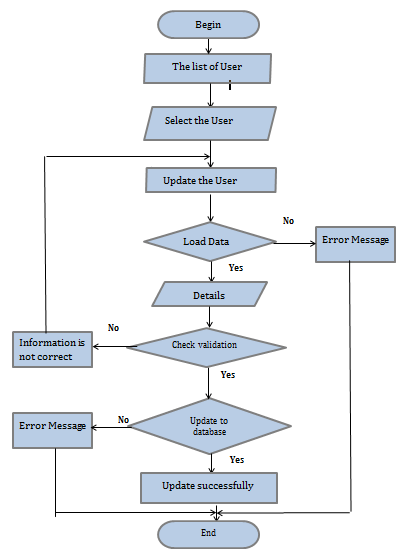 Begin
The list of User
Select the User
Update the User
Load Data
No
Error Message
Yes
Details
No
Information is
not correct
Check validation
Yes
Error Message
No
Update to
database
Yes
Update successfully
End